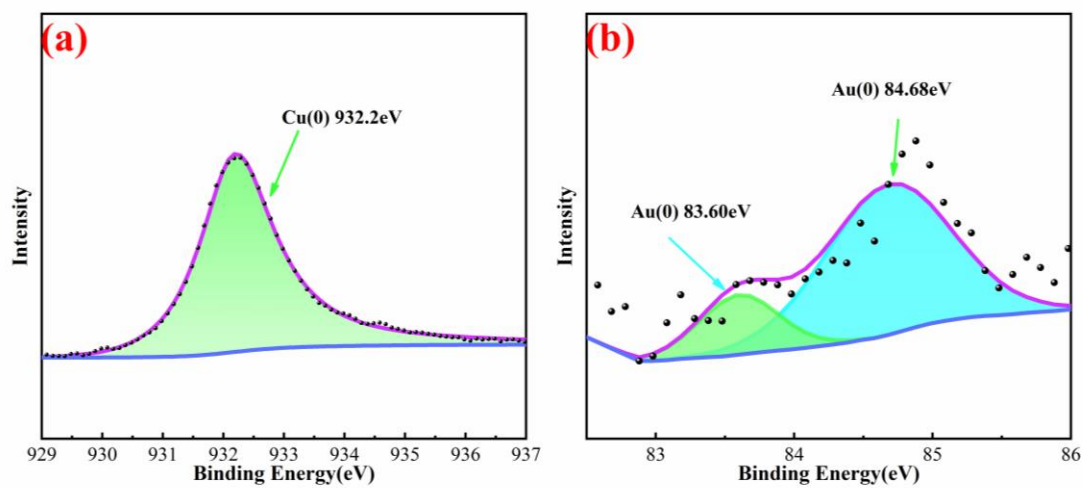 (a)
Cu(0) 932.2eV
Intensity
929 930 931 932 933 934 935 936 937
Binding Energy(eV)
(b)
Au(0) 84.68eV
Au(0) 83.60eV
Intensity
83 84 85 86
Binding Energy(eV)